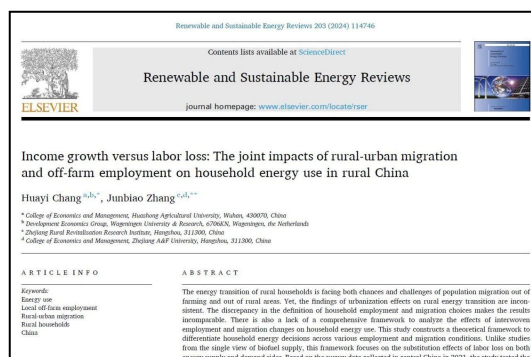 Renewable and Sustainable Energy Reviews 203 (2024) 114746
Contents lists available at ScienceDirect
Renewable and Sustainable Energy Reviews
ELSEVIER
journal homepage: www.elsevier.com/locate/rser
Income growth versus labor loss: The joint impacts of rural-urban migration
and off-farm employment on household energy use in rural China
Huayi Chang a,b,*, Junbiao Zhang c,d,**
a College of Economics and Management, Huazhong Agricultural University, Wuhan, 430070, China
b Development Economics Group, Wageningen University & Research, 6706KN, Wageningen, the Netherlands
c Zhejiang Rural Revitalisation Research Institute, Hangzhou, 311300, China
d College of Economics and Management, Zhejiang A&F University, Hangzhou, 311300, China
ARTICLE INFO
Keywords:
Energy use
Local off-farm employment
Rural-urban migration
Rural households
China
ABSTRACT
The energy transition of rural households is facing both chances and challenges of population migration out of
farming and out of rural areas. Yet, the findings of urbanization effects on rural energy transition are incon-
sistent. The discrepancy in the definition of household employment and migration choices makes the results
incomparable. There is also a lack of a comprehensive framework to analyze the effects of interwoven
employment and migration changes on household energy use. This study constructs a theoretical framework to
differentiate household energy decisions across various employment and migration conditions. Unlike studies
from the single view of biofuel supply, this framework focuses on the substitution effects of labor loss on both